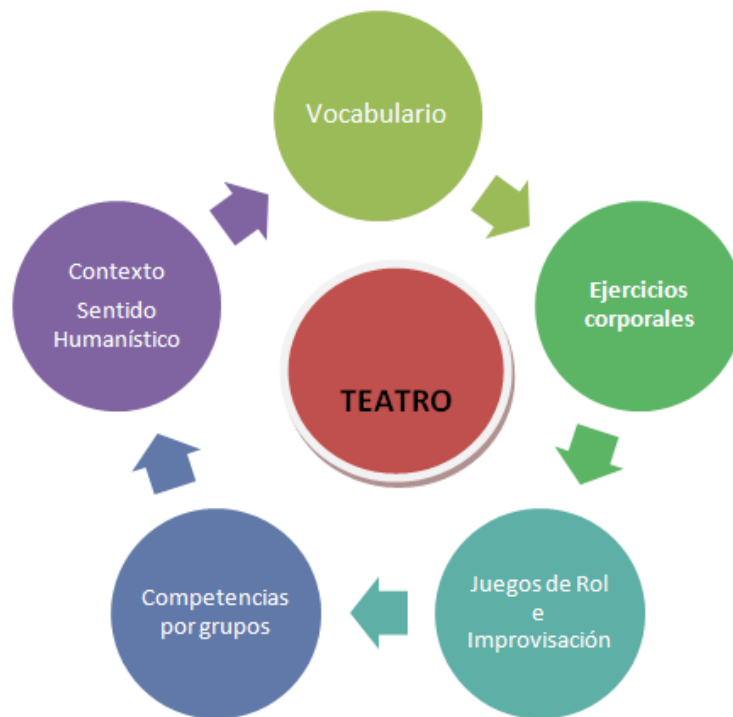 Vocabulario
Ejercicios
corporales
Juegos de Rol
e
Improvisación
Competencias
por grupos
Contexto
Sentido
Humanístico
TEATRO